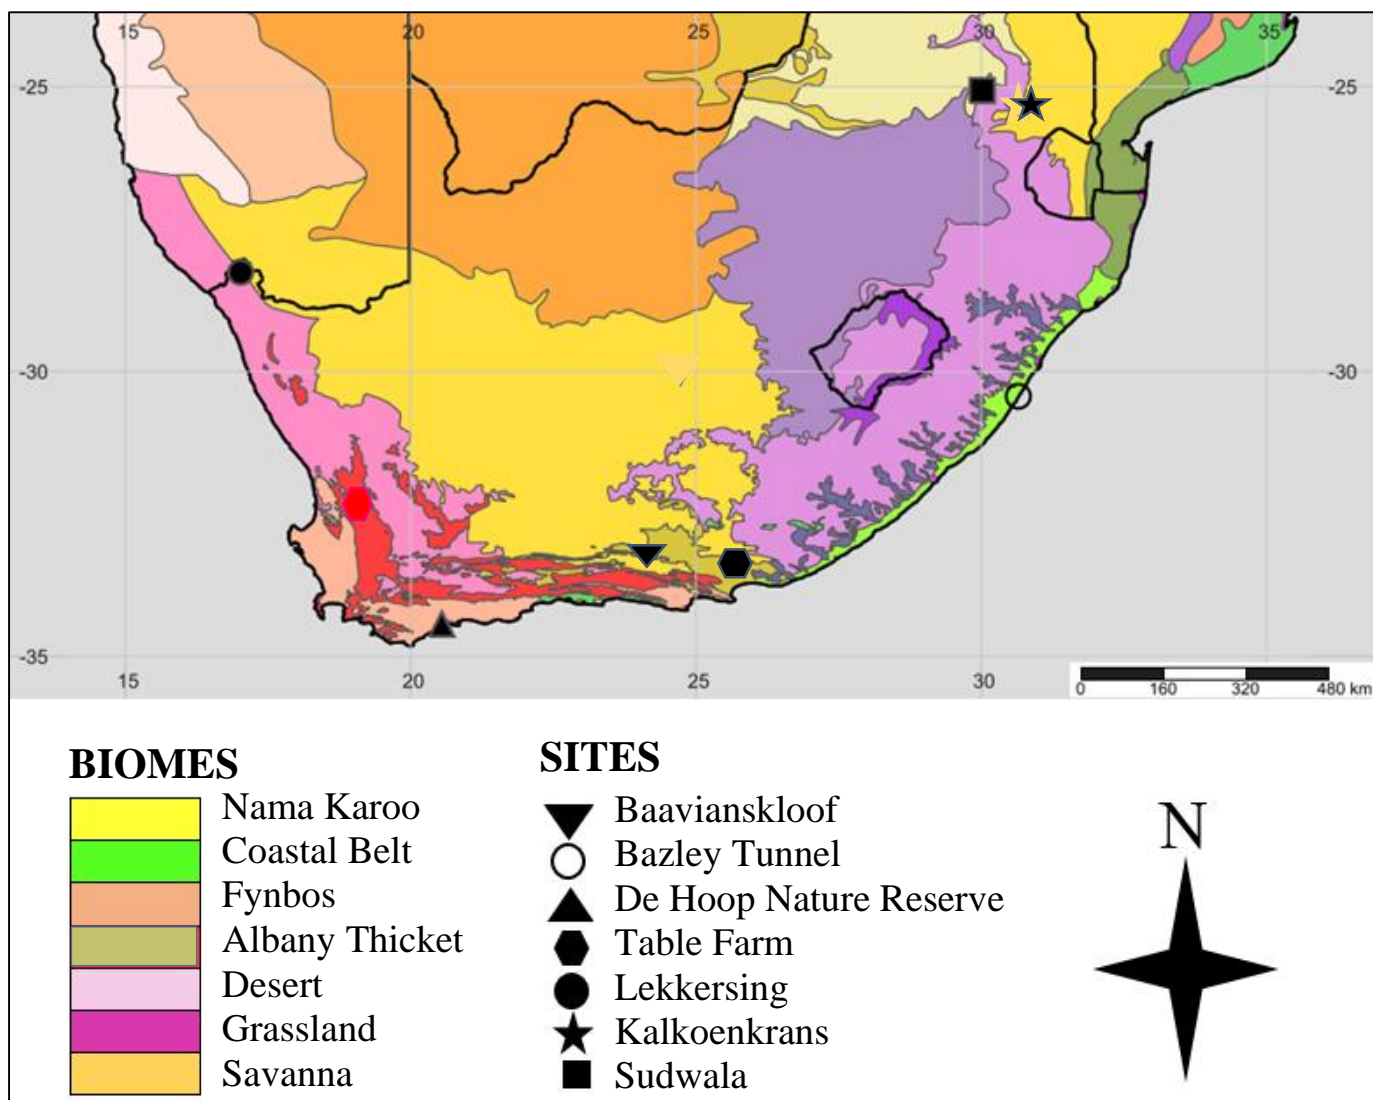 15 20 25 30 35
-25 -25
-30 -30
-35
15 20 25 30
0 160 320 480 km
BIOMES
Nama Karoo
Coastal Belt
Fynbos
Albany Thicket
Desert
Grassland
Savanna
SITES
Baavianskloof
Bazley Tunnel
De Hoop Nature Reserve
Table Farm
Lekkersing
Kalkoenkrans
Sudwala
N